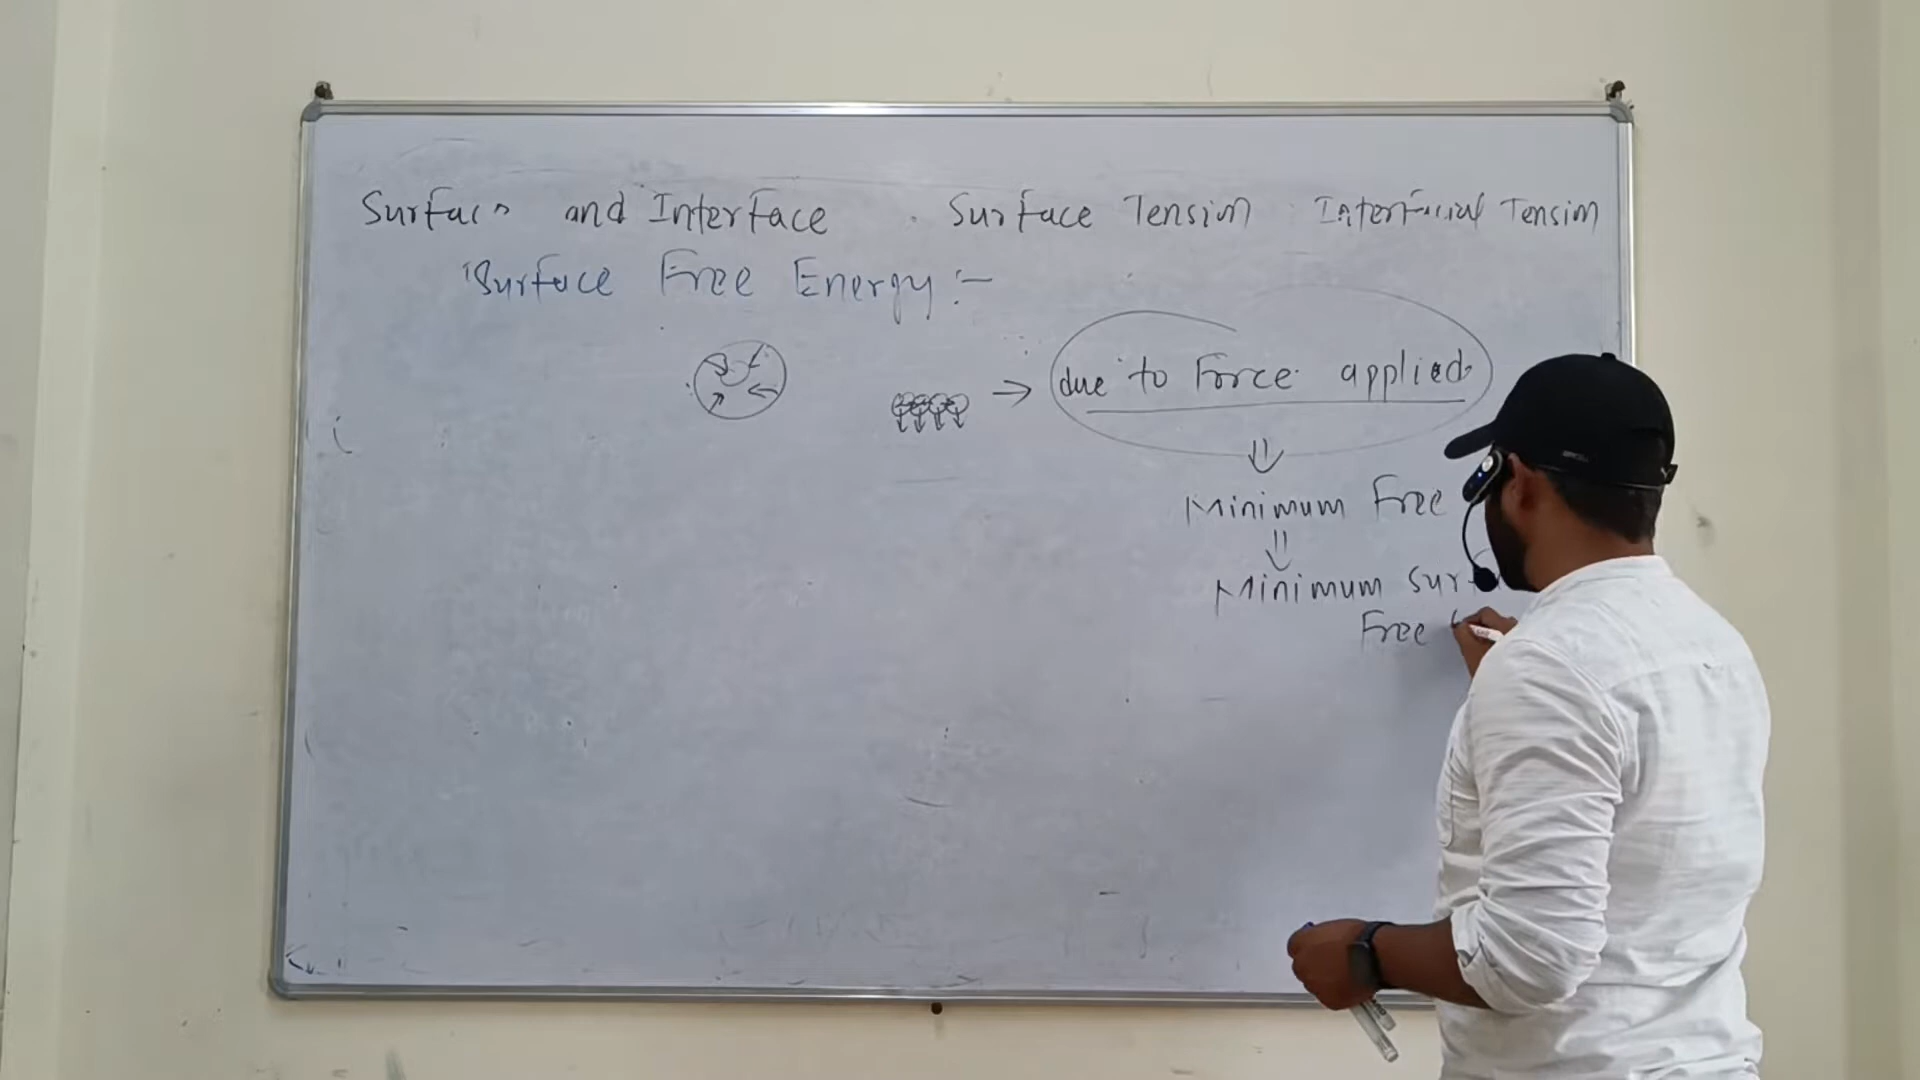 Surface and Interface . Surface Tension Interfacial Tension
Surface Free Energy :-
→ due to Force applied
⇓
Minimum Free
⇓
Minimum Sur
Free